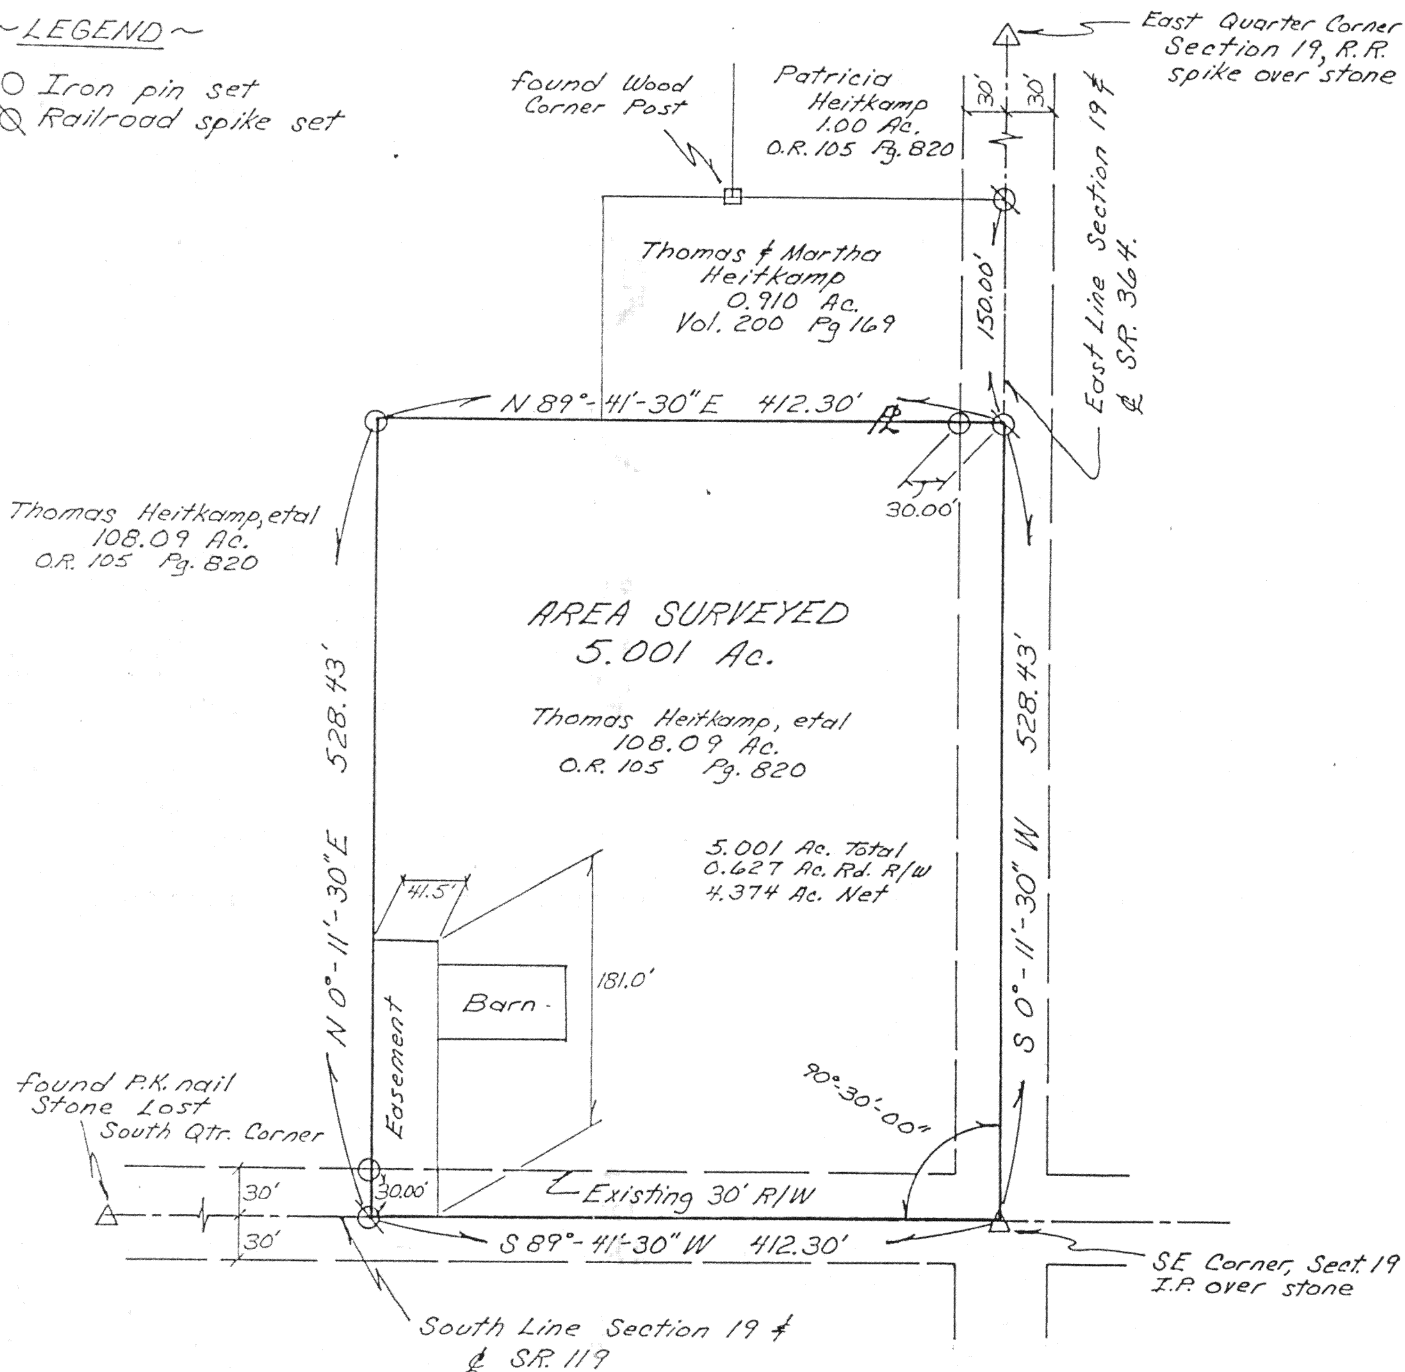 ~ LEGEND ~
O Iron pin set
Railroad spike set
found Wood
Corner Post
Patricia
Heitkamp
1.00 Ac.
O.R. 105 Pg. 820
30'
30'
East Quarter Corner
Section 19, R.R.
spike over stone
East Line Section 19 &
℄ S.R. 364.
Thomas & Martha
Heitkamp
0.910 Ac.
Vol. 200 Pg 169
150.00'
N 89°-41'-30" E 412.30'
PL
30.00'
Thomas Heitkamp, etal
108.09 Ac.
O.R. 105 Pg. 820
AREA SURVEYED
5.001 Ac.
Thomas Heitkamp, etal
108.09 Ac.
O.R. 105 Pg. 820
5.001 Ac. Total
0.627 Ac. Rd. R/W
4.374 Ac. Net
N 0°-11'-30" E 528.43'
S 0°-11'-30" W 528.43'
41.5'
181.0'
Barn
Easement
90°-30'-00"
found P.K. nail
Stone Lost
South Qtr. Corner
30'
30'
30.00'
Existing 30' R/W
S 89°-41'-30" W 412.30'
SE Corner, Sect. 19
I.P. over stone
South Line Section 19 &
℄ SR. 119